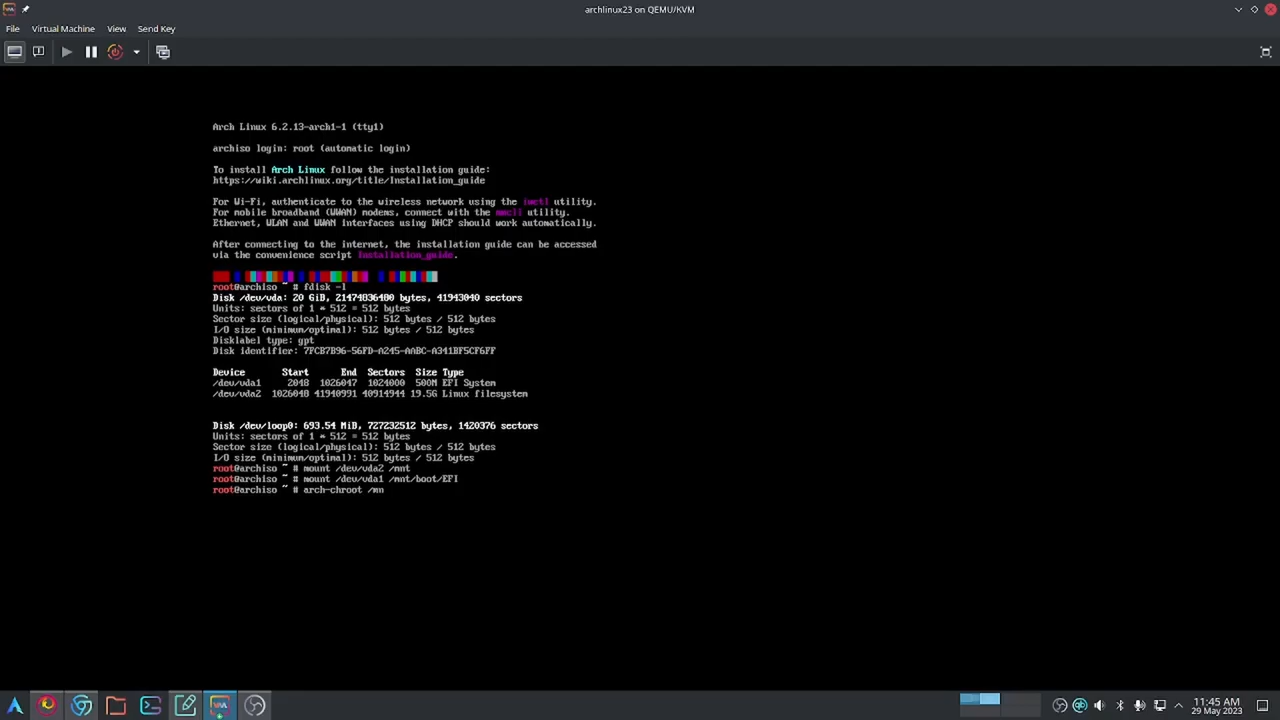 archlinux23 on QEMU/KVM
File Virtual Machine View Send Key
Arch Linux 6.2.13-arch1-1 (tty1)
archiso login: root (automatic login)
To install Arch Linux follow the installation guide:
https://wiki.archlinux.org/title/Installation_guide
For Wi-Fi, authenticate to the wireless network using the iwctl utility.
For mobile broadband (WWAN) modems, connect with the mmcli utility.
Ethernet, WLAN and WWAN interfaces using DHCP should work automatically.
After connecting to the internet, the installation guide can be accessed
via the convenience script Installation_guide.
root@archiso ~ # fdisk -l
Disk /dev/vda: 20 GiB, 21474836480 bytes, 41943040 sectors
Units: sectors of 1 * 512 = 512 bytes
Sector size (logical/physical): 512 bytes / 512 bytes
I/O size (minimum/optimal): 512 bytes / 512 bytes
Disklabel type: gpt
Disk identifier: 7FCB7B96-56FD-A245-AABC-A341BF5CF6FF
Device Start End Sectors Size Type
/dev/vda1 2048 1026047 1024000 500M EFI System
/dev/vda2 1026048 41940991 40914944 19.5G Linux filesystem
Disk /dev/loop0: 693.54 MiB, 727232512 bytes, 1420376 sectors
Units: sectors of 1 * 512 = 512 bytes
Sector size (logical/physical): 512 bytes / 512 bytes
I/O size (minimum/optimal): 512 bytes / 512 bytes
root@archiso ~ # mount /dev/vda2 /mnt
root@archiso ~ # mount /dev/vda1 /mnt/boot/EFI
root@archiso ~ # arch-chroot /mn
11:45 AM
29 May 2023